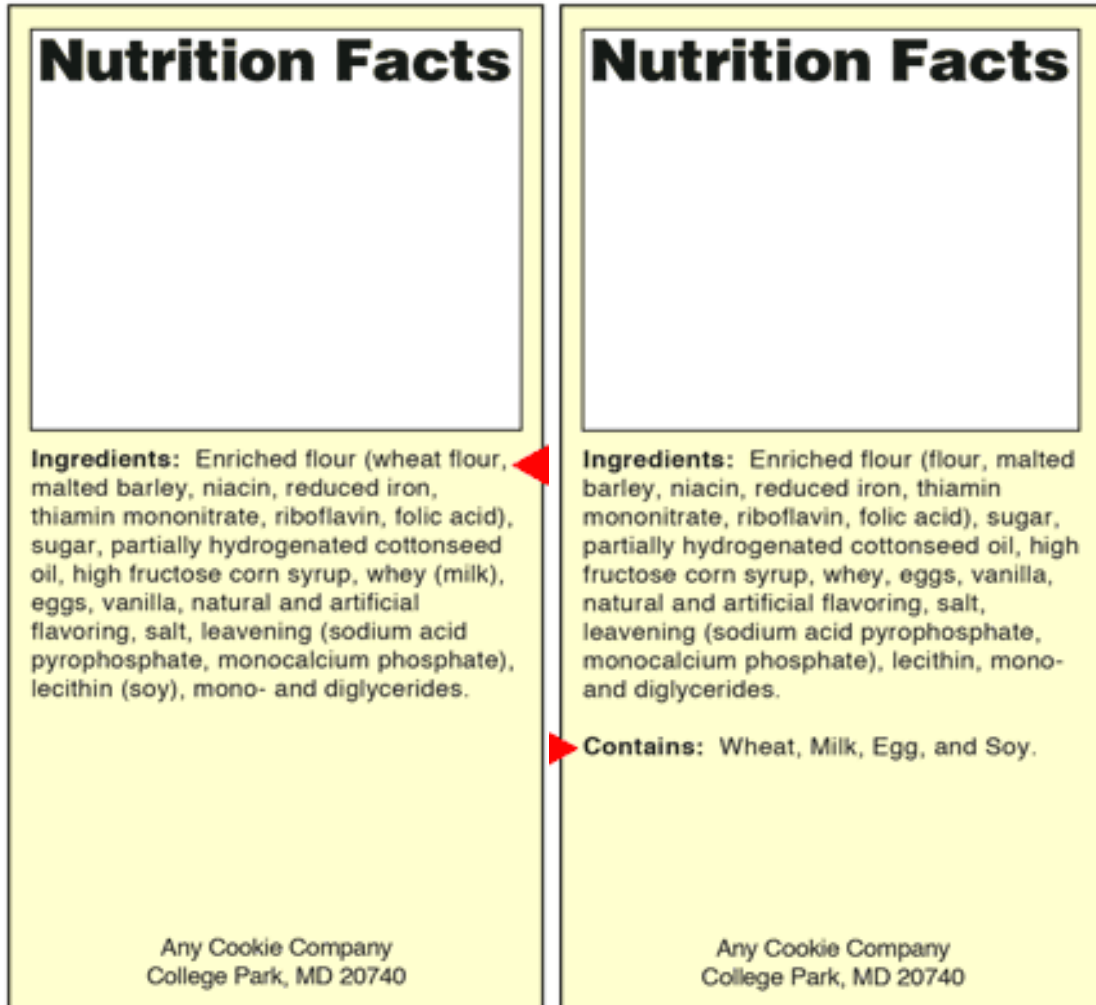 Nutrition Facts
Ingredients: Enriched flour (wheat flour,
malted barley, niacin, reduced iron,
thiamin mononitrate, riboflavin, folic acid),
sugar, partially hydrogenated cottonseed
oil, high fructose corn syrup, whey (milk),
eggs, vanilla, natural and artificial
flavoring, salt, leavening (sodium acid
pyrophosphate, monocalcium phosphate),
lecithin (soy), mono- and diglycerides.
Any Cookie Company
College Park, MD 20740
Nutrition Facts
Ingredients: Enriched flour (flour, malted
barley, niacin, reduced iron, thiamin
mononitrate, riboflavin, folic acid), sugar,
partially hydrogenated cottonseed oil, high
fructose corn syrup, whey, eggs, vanilla,
natural and artificial flavoring, salt,
leavening (sodium acid pyrophosphate,
monocalcium phosphate), lecithin, mono-
and diglycerides.
Contains: Wheat, Milk, Egg, and Soy.
Any Cookie Company
College Park, MD 20740